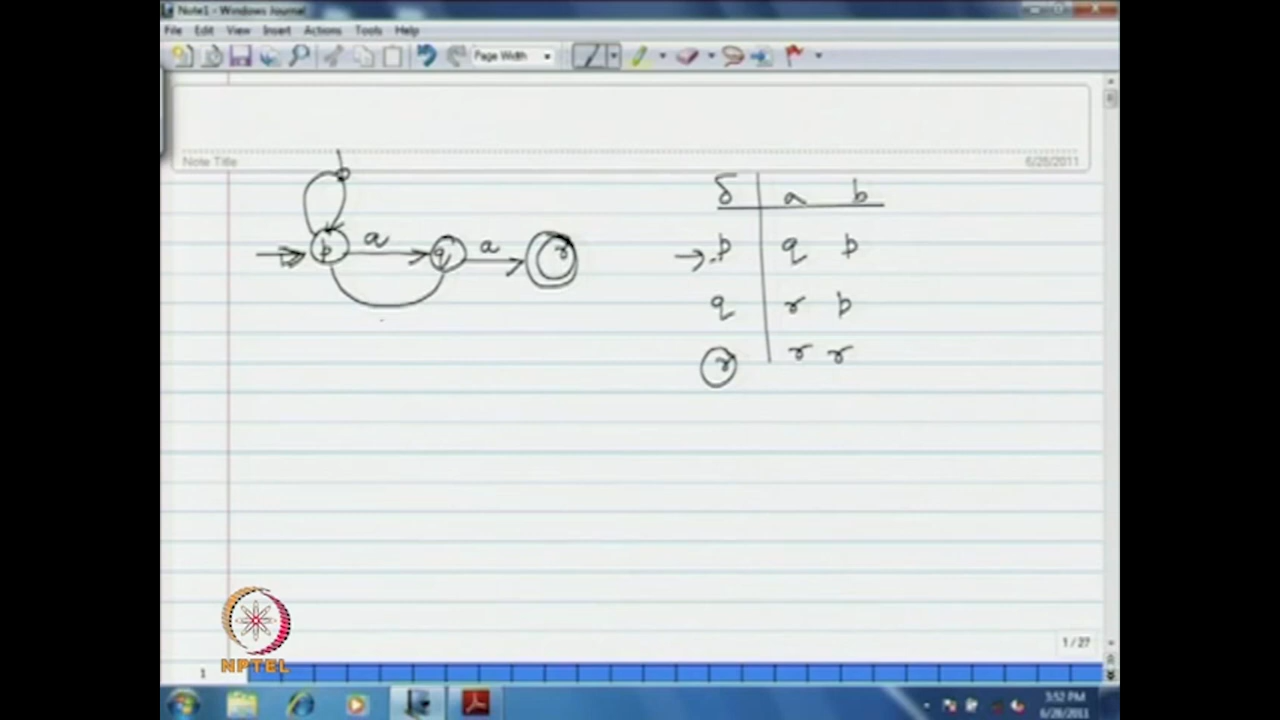 Note1 - Windows Journal
File Edit View Insert Actions Tools Help
Page Width
Note Title
6/28/2011
b
p a q a r
δ a b
p q p
q r p
r r r
1 / 27
NPTEL
1
3:52 PM
6/28/2011